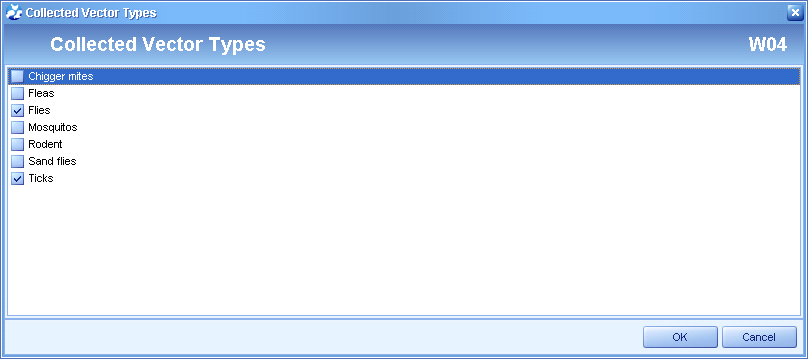 Collected Vector Types
Collected Vector Types W04
Chigger mites
Fleas
Flies
Mosquitos
Rodent
Sand flies
Ticks
OK Cancel